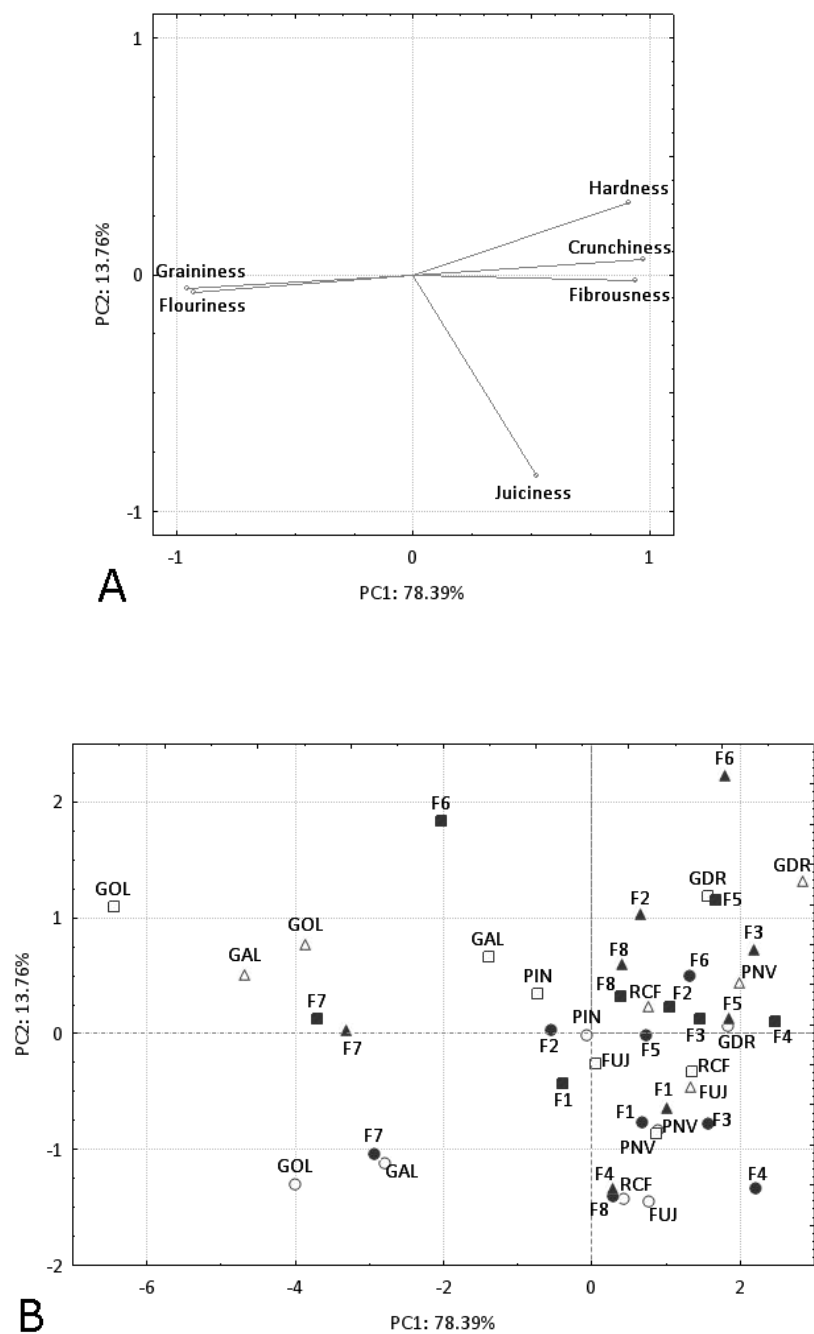 1
Hardness
Crunchiness
Graininess
0
Flouriness
Fibrousness
PC2: 13.76%
Juiciness
-1
-1 0 1
A
PC1: 78.39%
F6
2
F6
GDR
GDR
GOL
F5
1
F2
GOL
F3
GAL
GAL
F8
F6
PNV
PIN
F8
RCF
F2
F7
PIN
F5
0
F7
F2
F5
F3
GDR
F4
FUJ
RCF
F1
F1
FUJ
F1
F3
PNV
PNV
F7
-1
GOL
GAL
F4
RCF
F4
F8
FUJ
-2
PC2: 13.76%
-6 -4 -2 0 2
B
PC1: 78.39%